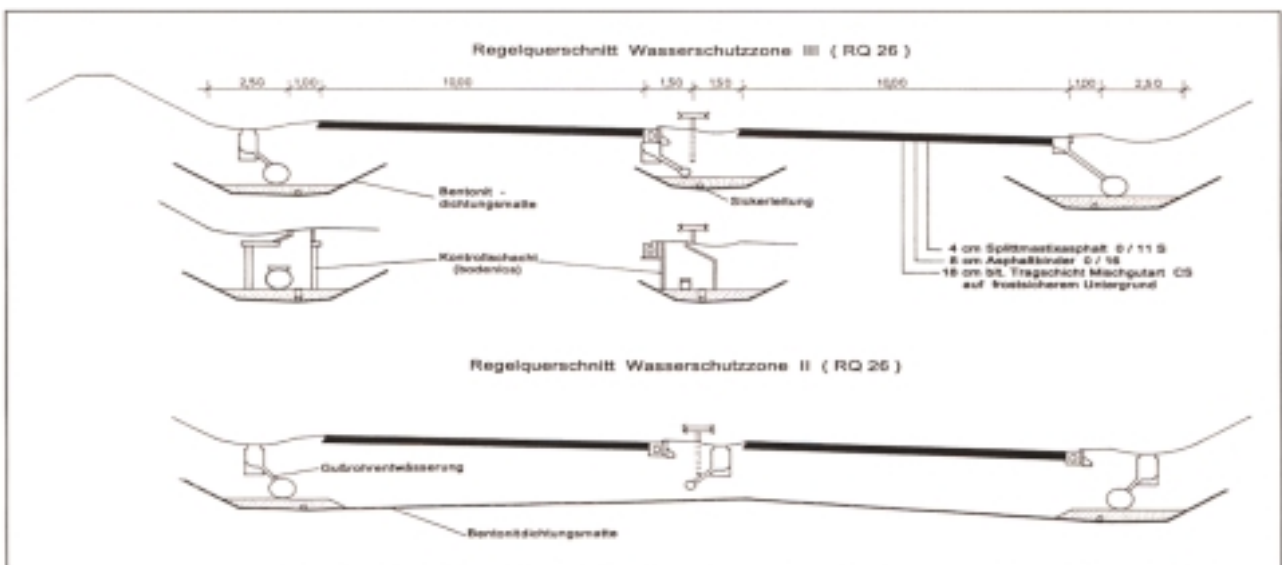 Regelquerschnitt Wasserschutzzone III ( RQ 26 )
2,50 1,00 10,00 1,50 1,50 10,00 1,00 2,50
Bentonit -
dichtungsmatte
Sickerleitung
Kontrollschacht
(bodenlos)
4 cm Splittmastixasphalt 0 / 11 S
8 cm Asphaltbinder 0 / 16
18 cm bit. Tragschicht Mischgutart CS
auf frostsicherem Untergrund
Regelquerschnitt Wasserschutzzone II ( RQ 26 )
Gußrohrentwässerung
Bentonitdichtungsmatte